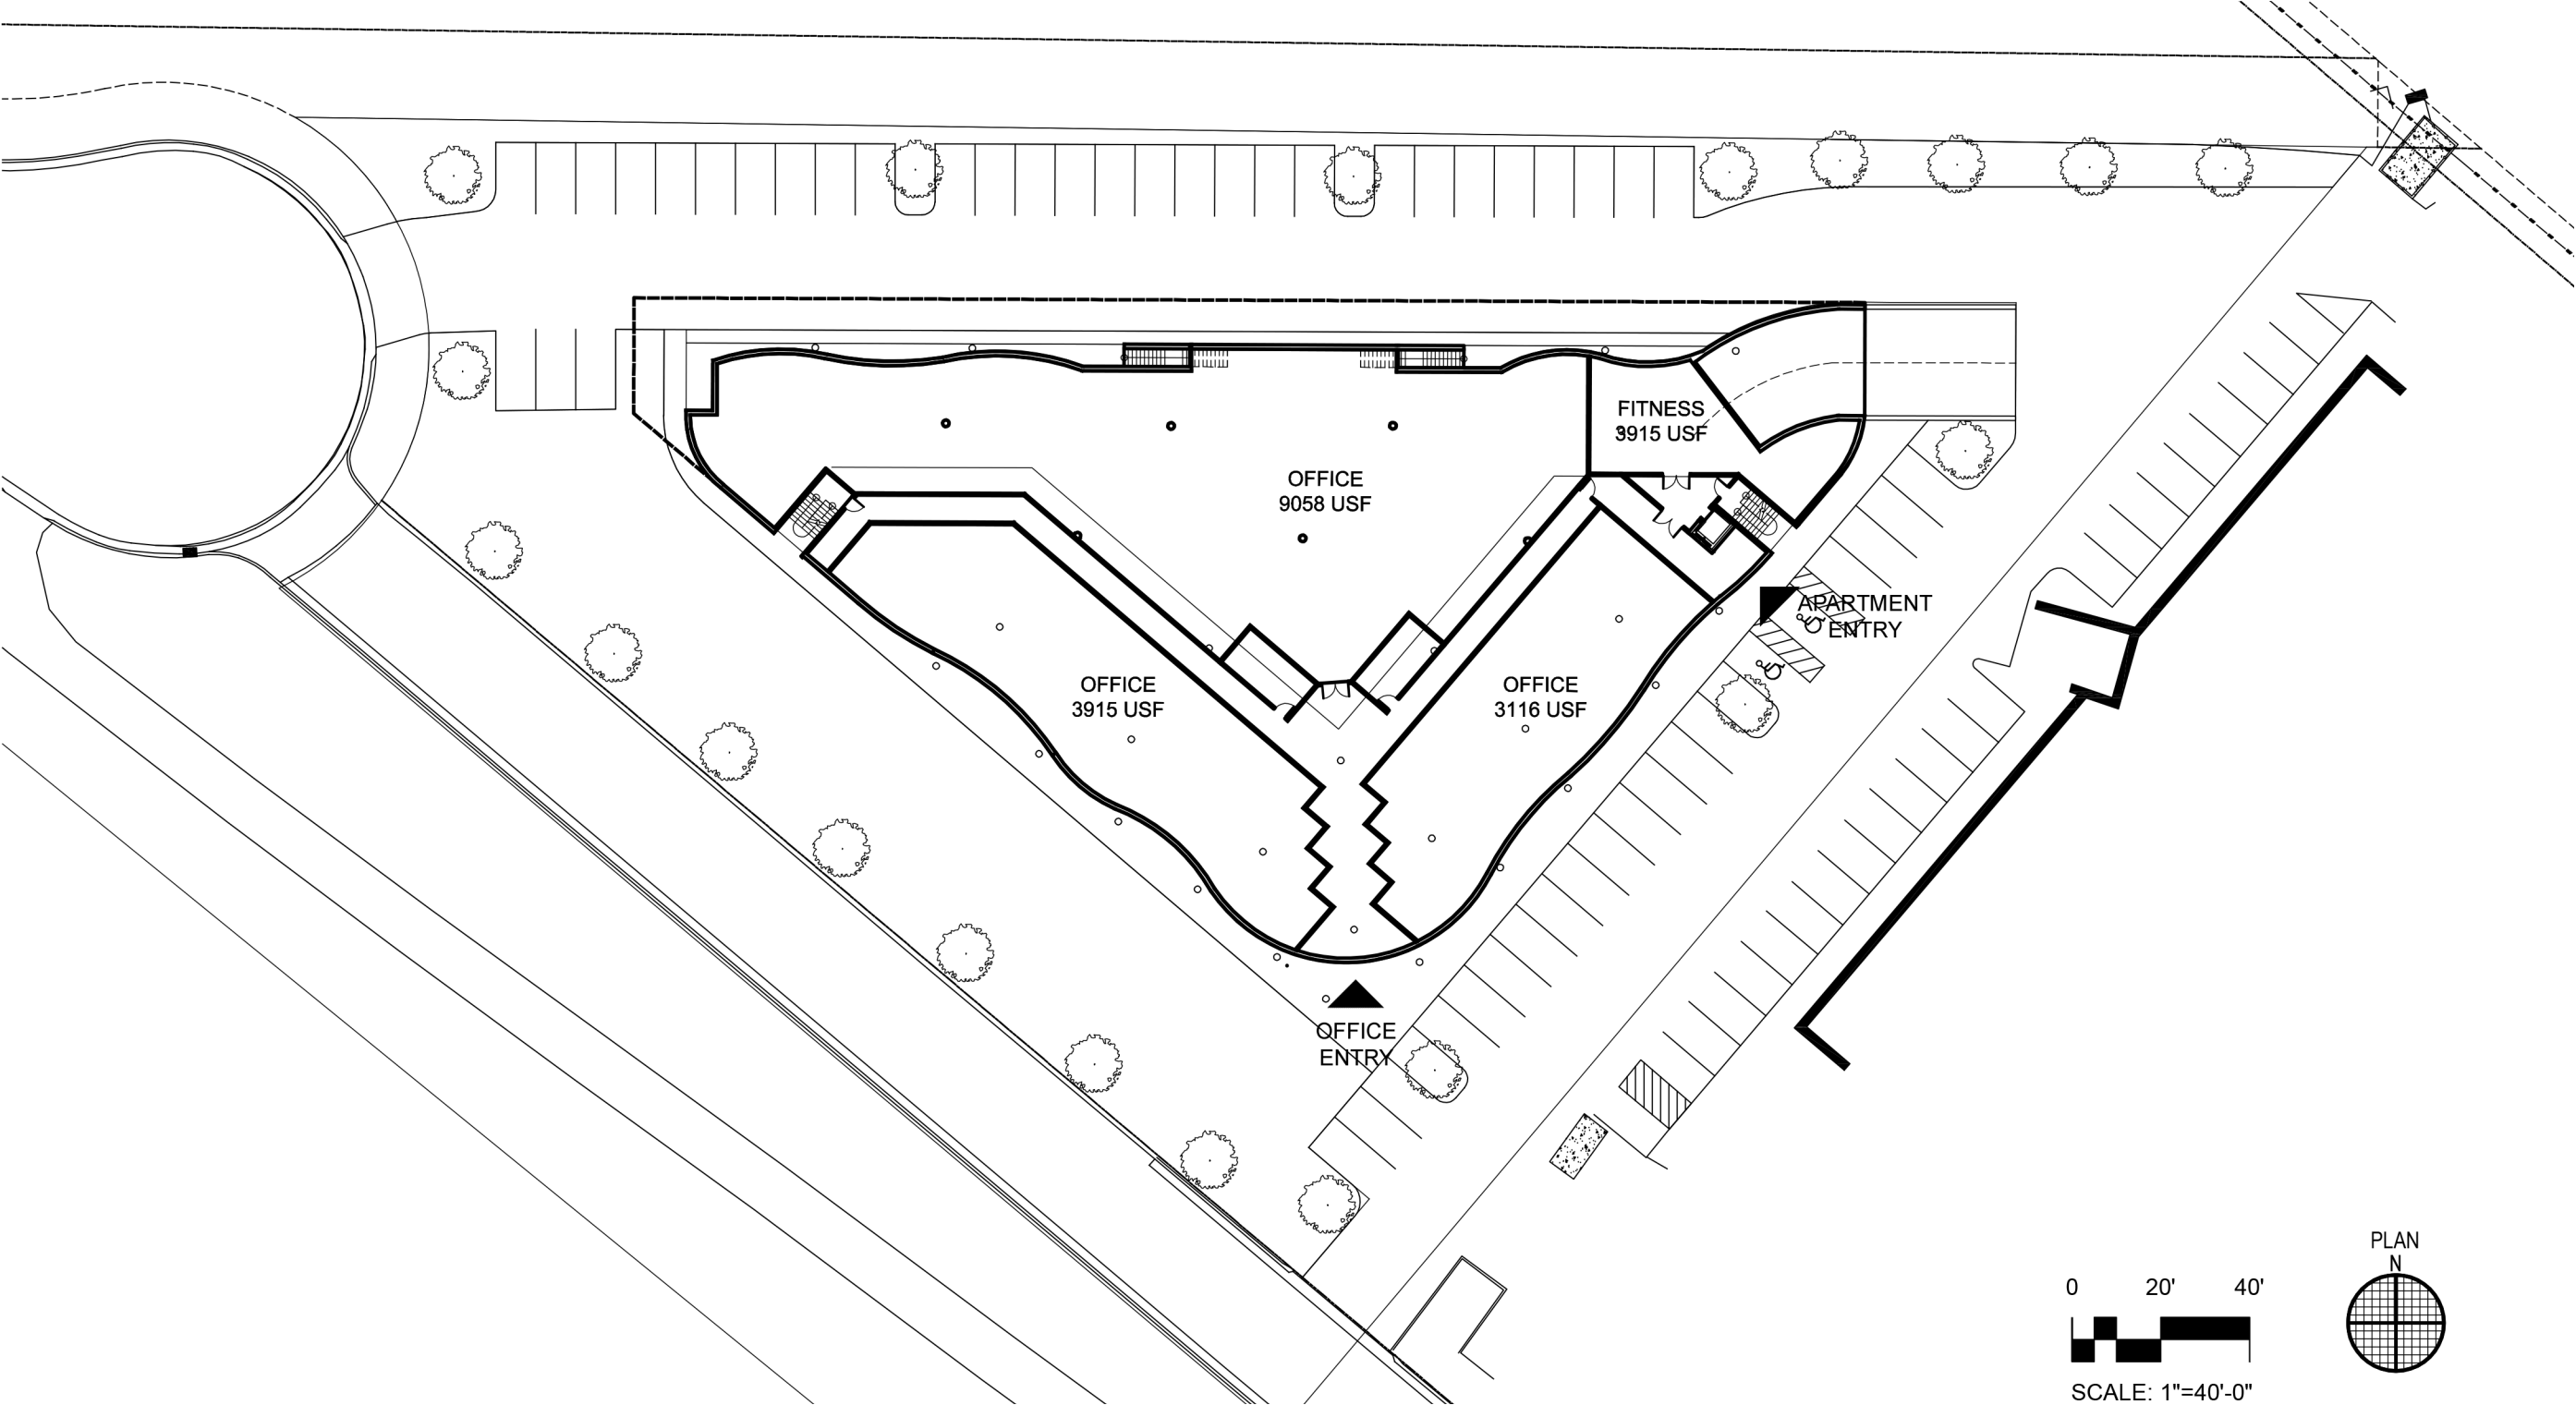 FITNESS
3915 USF
OFFICE
9058 USF
APARTMENT
ENTRY
OFFICE
3915 USF
OFFICE
3116 USF
OFFICE
ENTRY
PLAN
N
0 20' 40'
SCALE: 1"=40'-0"